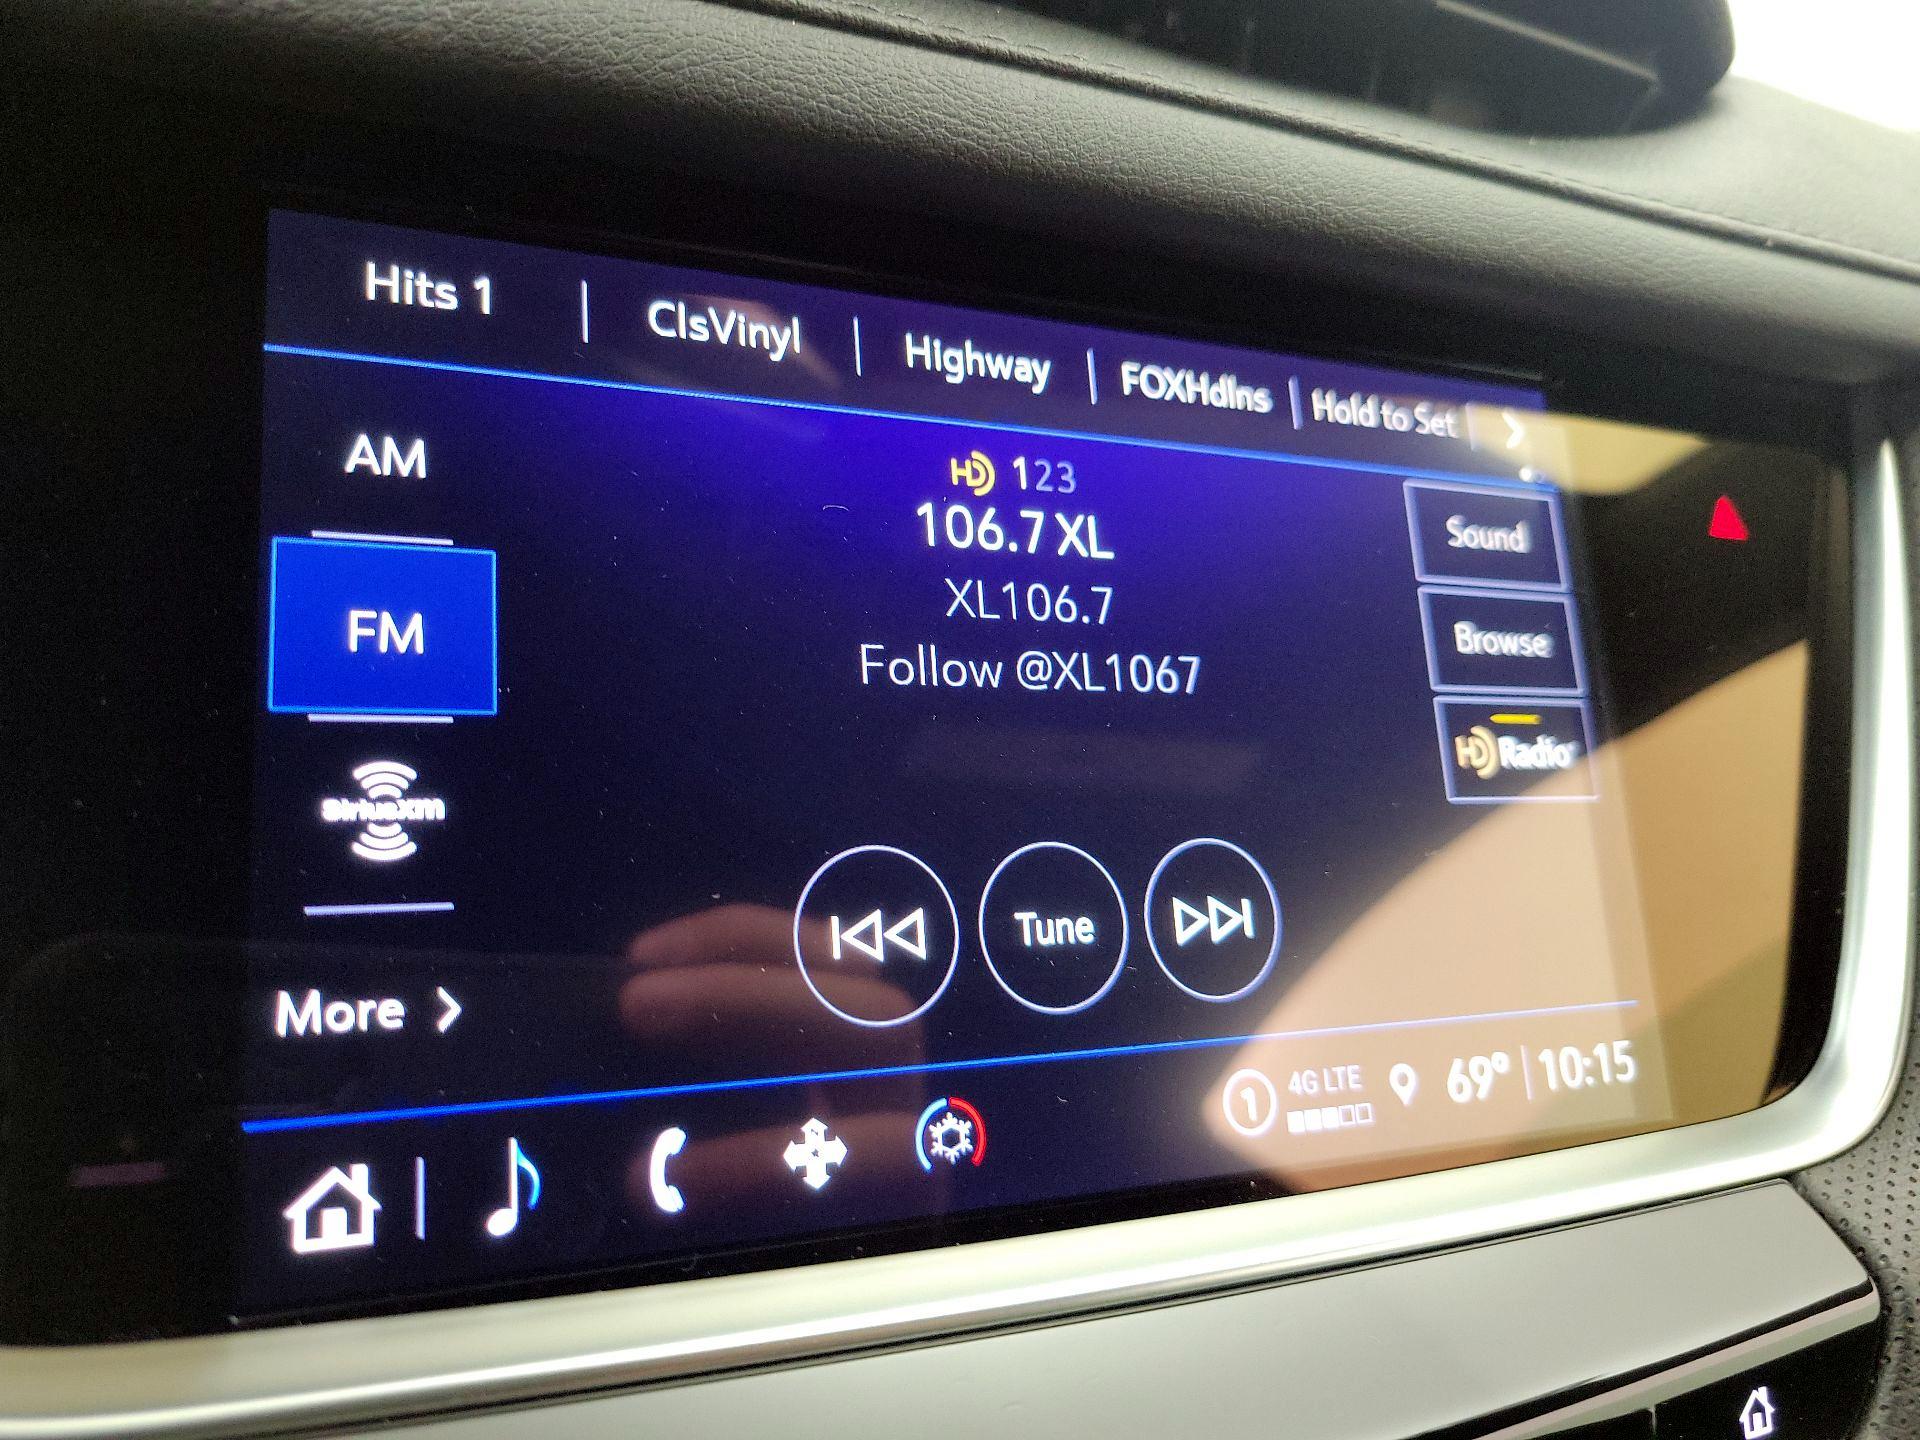 Hits 1 | ClsVinyl | Highway | FOXHdlns | Hold to Set
AM
FM
siriusxm
More
HD 123
106.7 XL
XL106.7
Follow @XL1067
Sound
Browse
HD Radio
Tune
1 4G LTE 69° | 10:15
N